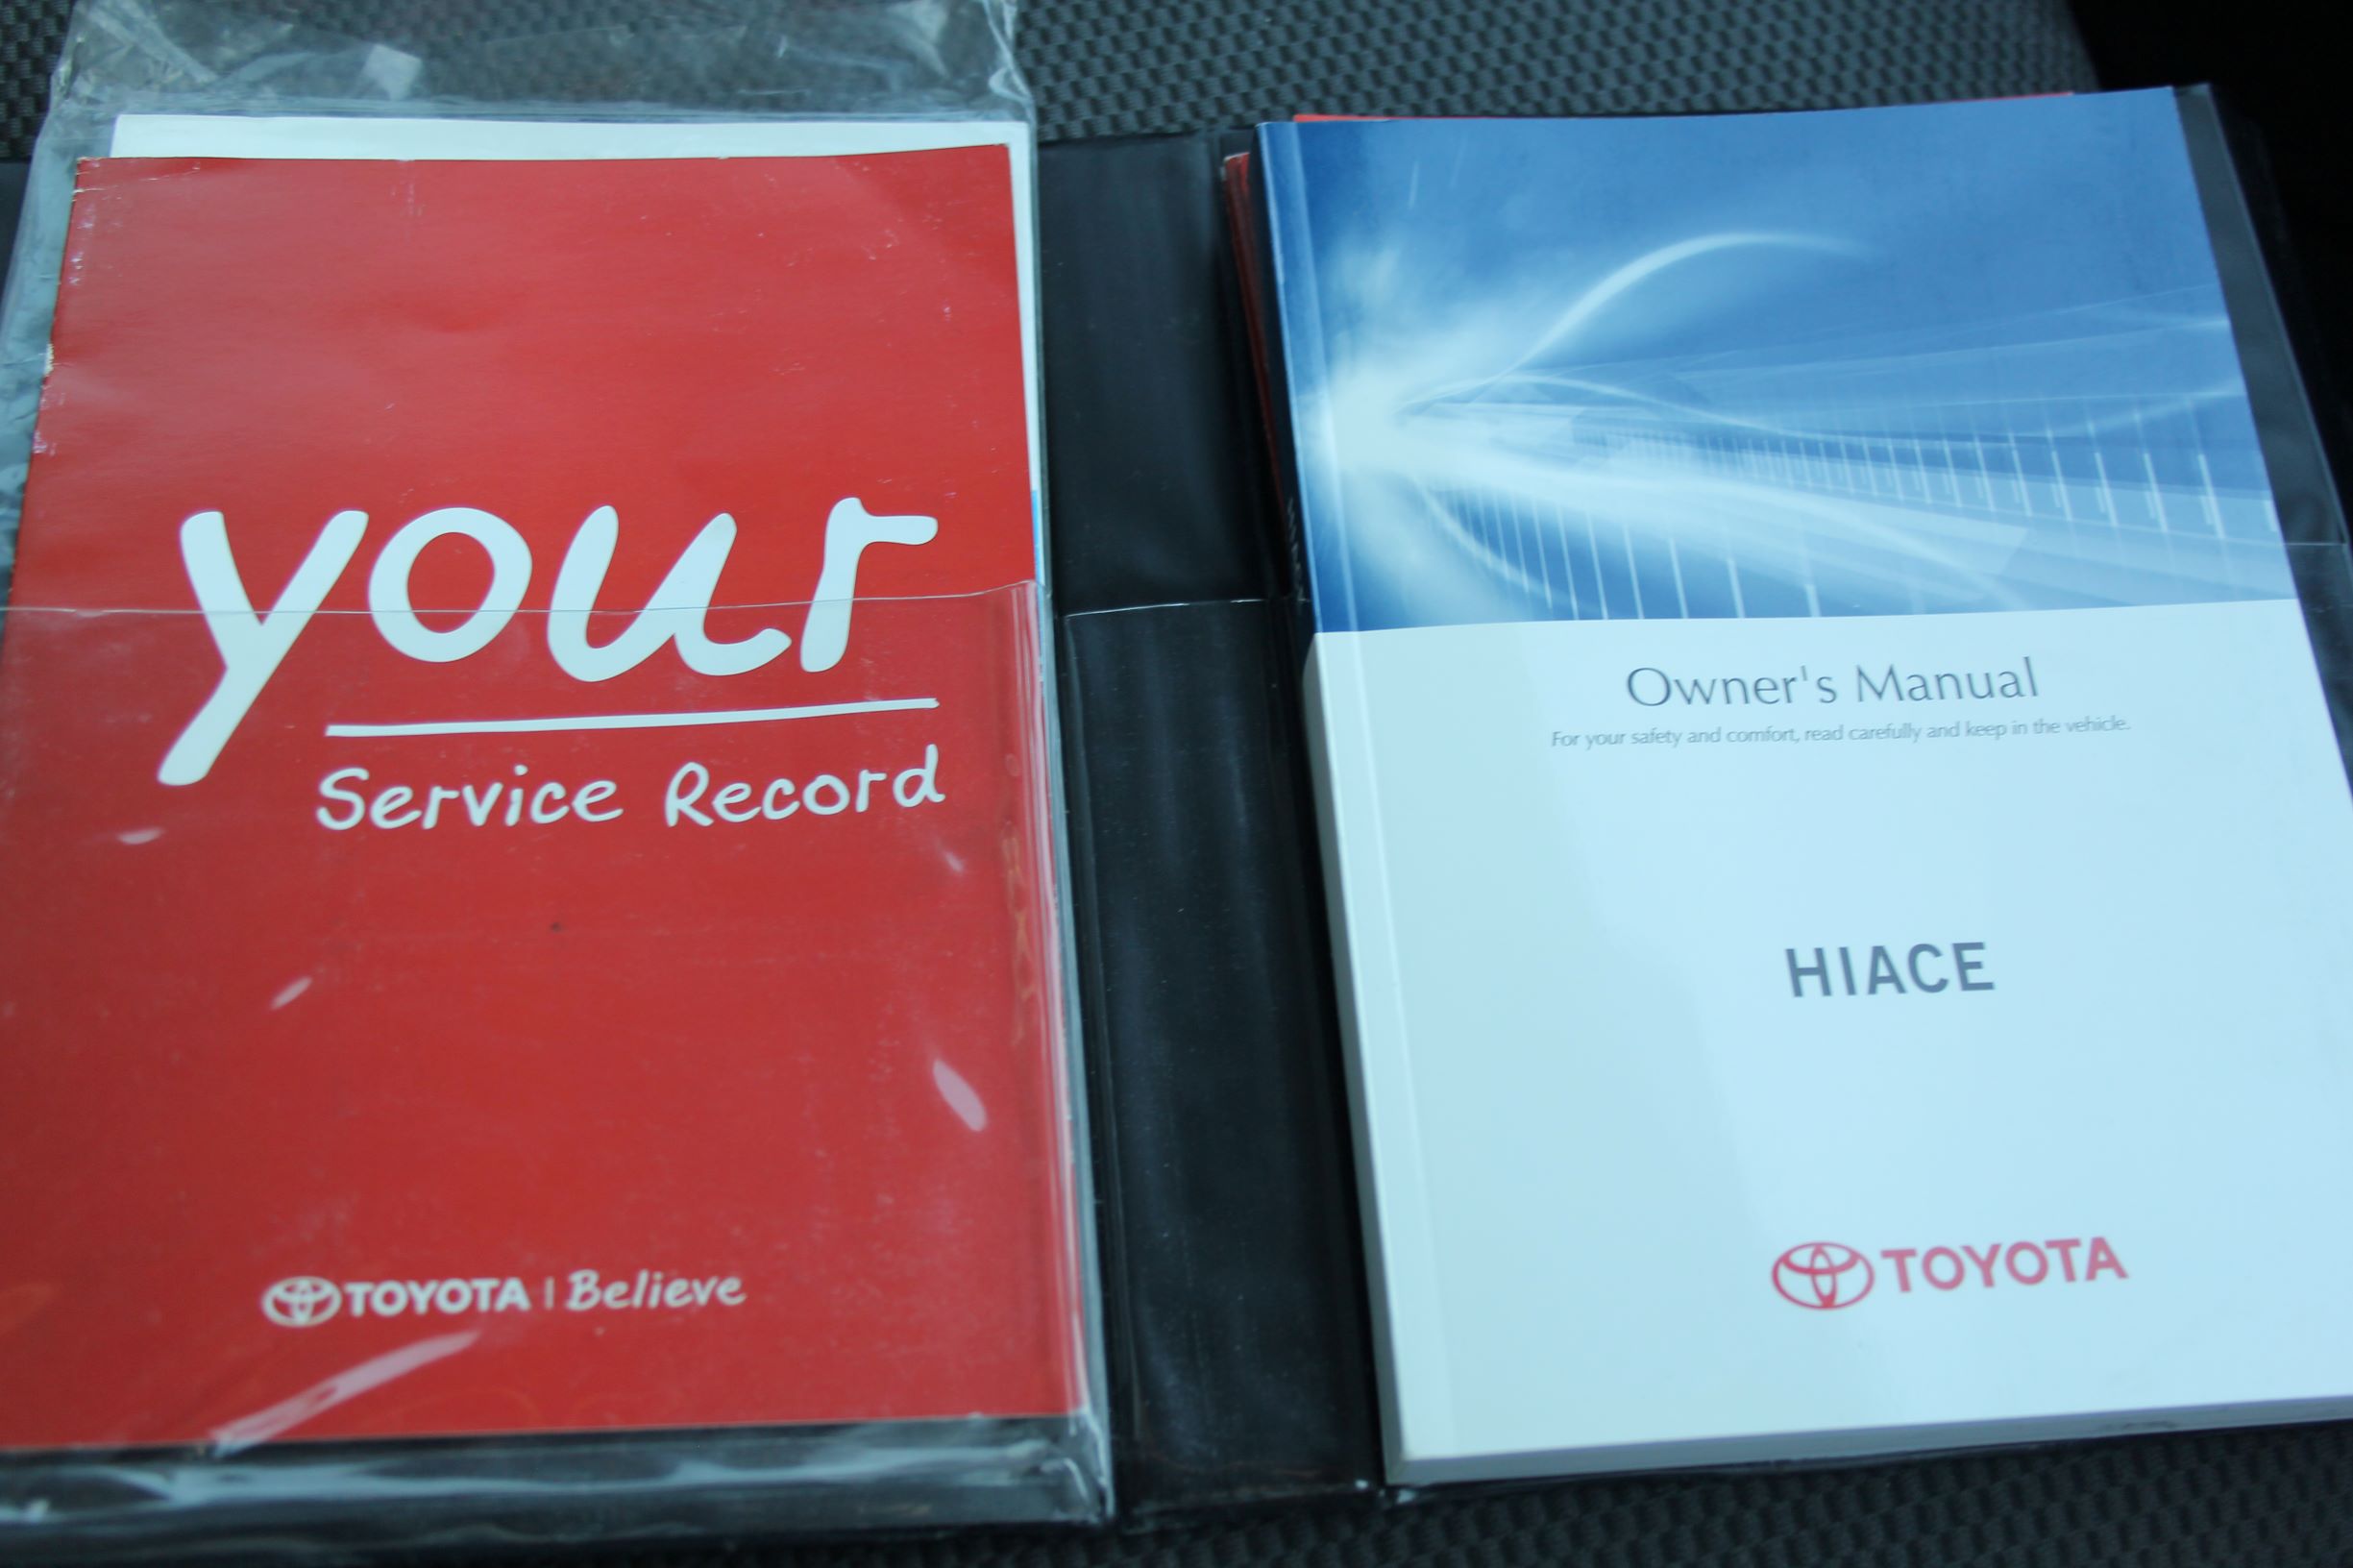 your
Service Record
TOYOTA | Believe
Owner's Manual
For your safety and comfort, read carefully and keep in the vehicle.
HIACE
TOYOTA